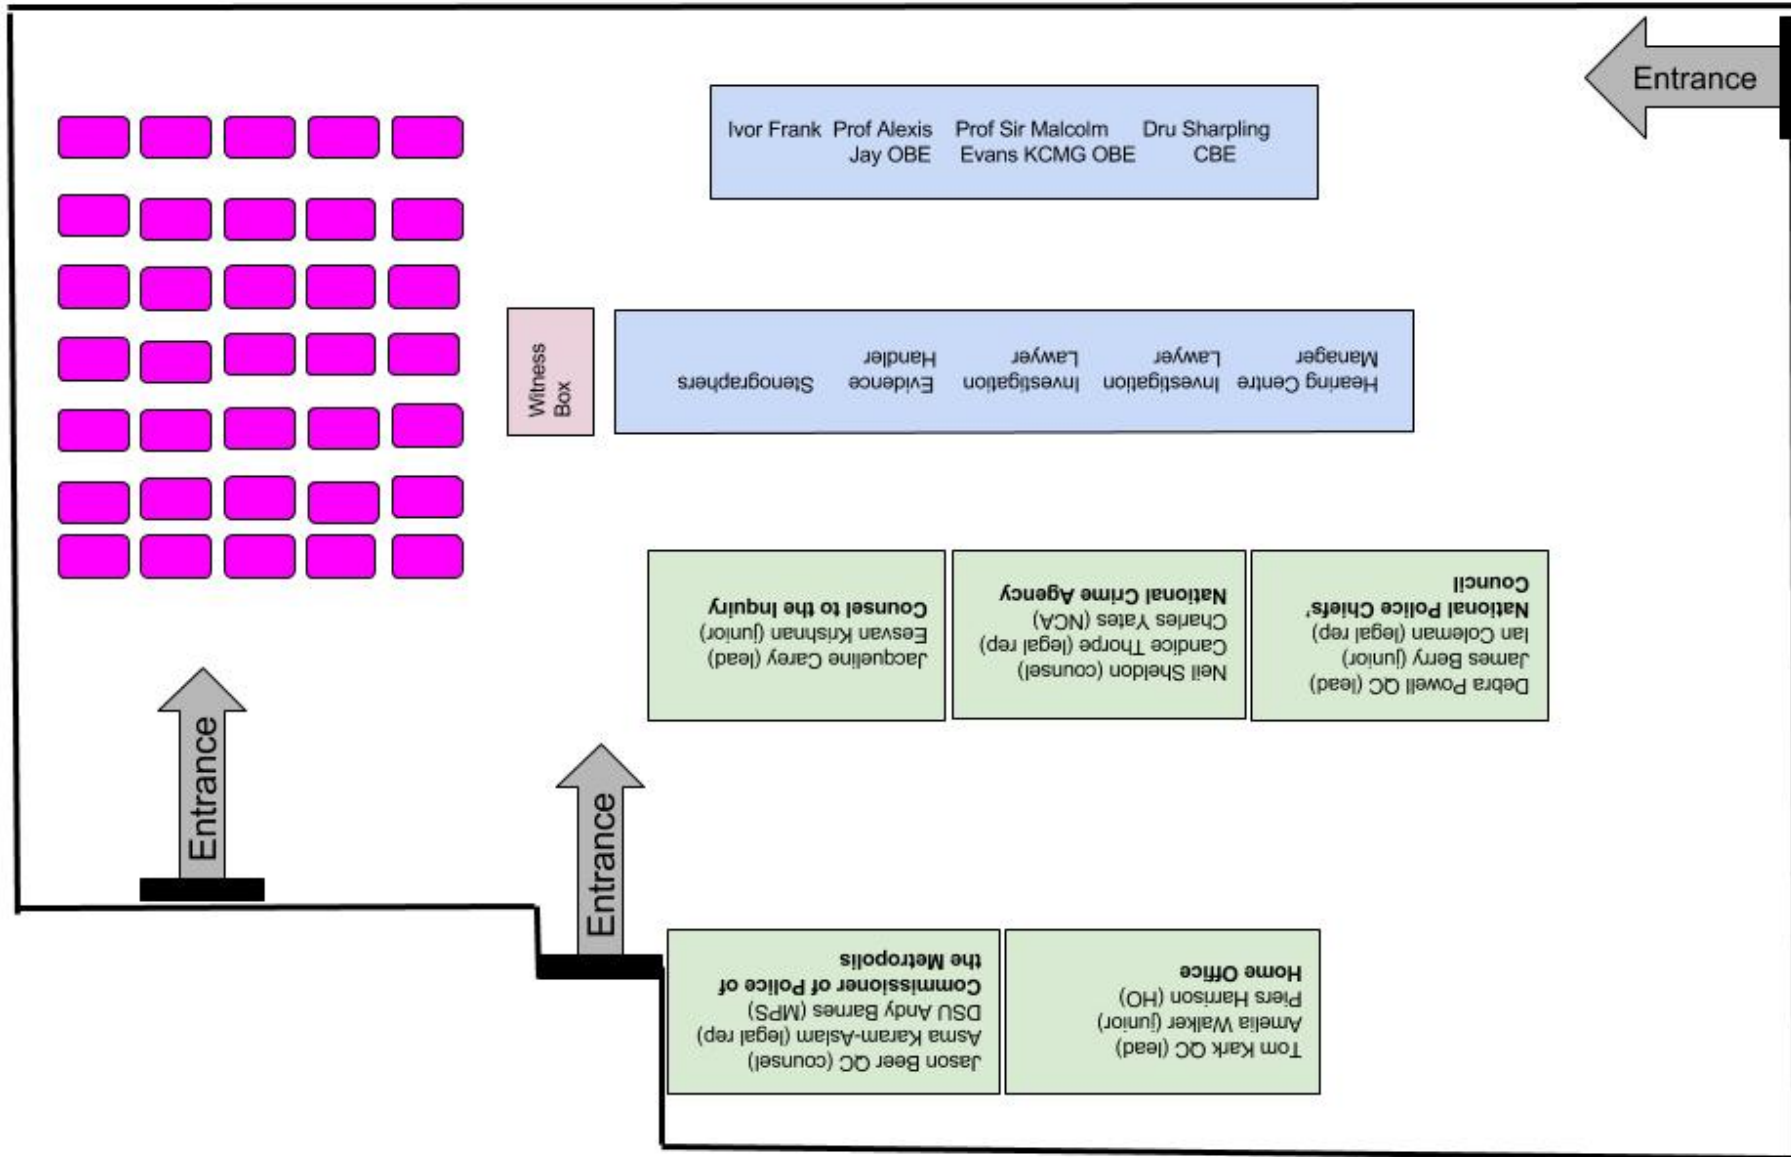 Entrance
Ivor Frank
Prof Alexis
Jay OBE
Prof Sir Malcolm
Evans KCMG OBE
Dru Sharpling
CBE
Witness
Box
Stenographers
Evidence
Handler
Investigation
Lawyer
Investigation
Lawyer
Hearing Centre
Manager
Jacqueline Carey (lead)
Eesvan Krishnan (junior)
Counsel to the Inquiry
Neil Sheldon (counsel)
Candice Thorpe (legal rep)
Charles Yates (NCA)
National Crime Agency
Debra Powell QC (lead)
James Berry (junior)
Ian Coleman (legal rep)
National Police Chiefs'
Council
Entrance
Entrance
Jason Beer QC (counsel)
Asma Karam-Aslam (legal rep)
DSU Andy Barnes (MPS)
Commissioner of Police of
the Metropolis
Tom Kark QC (lead)
Amelia Walker (junior)
Piers Harrison (HO)
Home Office